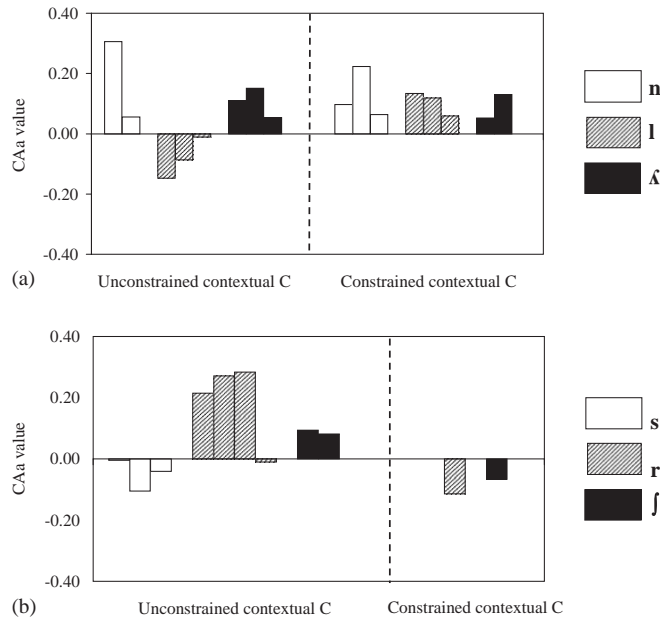 0.40
0.20
0.00
-0.20
-0.40
CAa value
Unconstrained contextual C
Constrained contextual C
(a)
n
l
ʎ
0.40
0.20
0.00
-0.20
-0.40
CAa value
Unconstrained contextual C
Constrained contextual C
(b)
s
r
ʃ